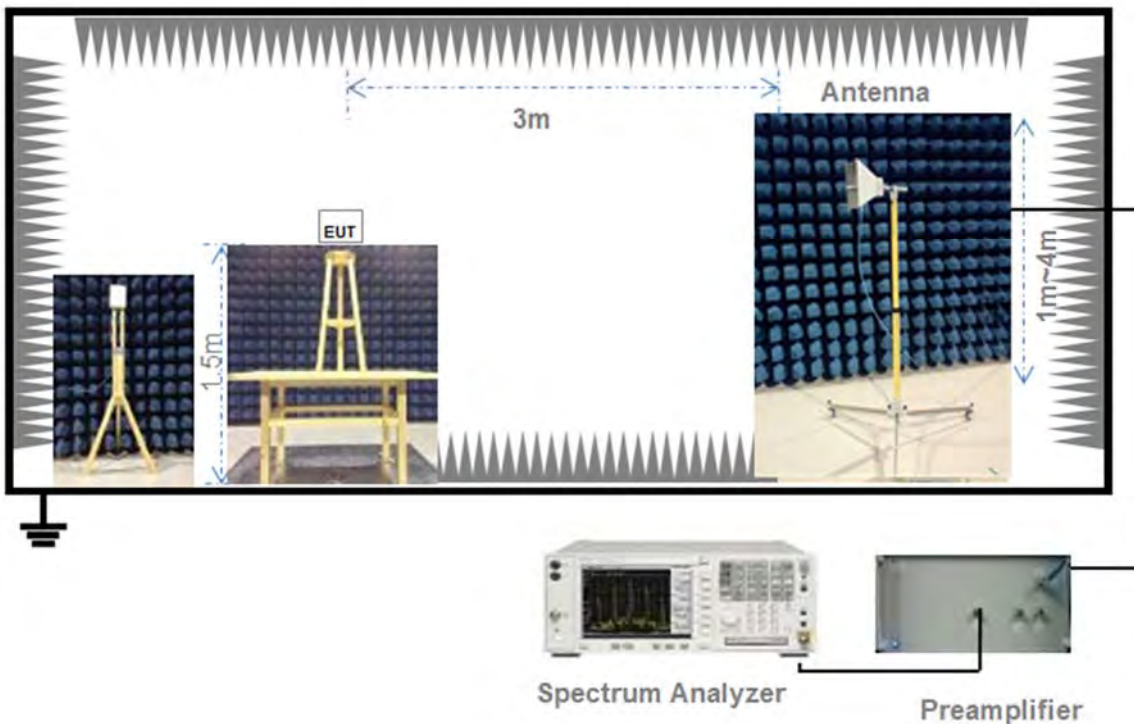 Antenna
3m
EUT
1.5m
1m~4m
Spectrum Analyzer
Preamplifier